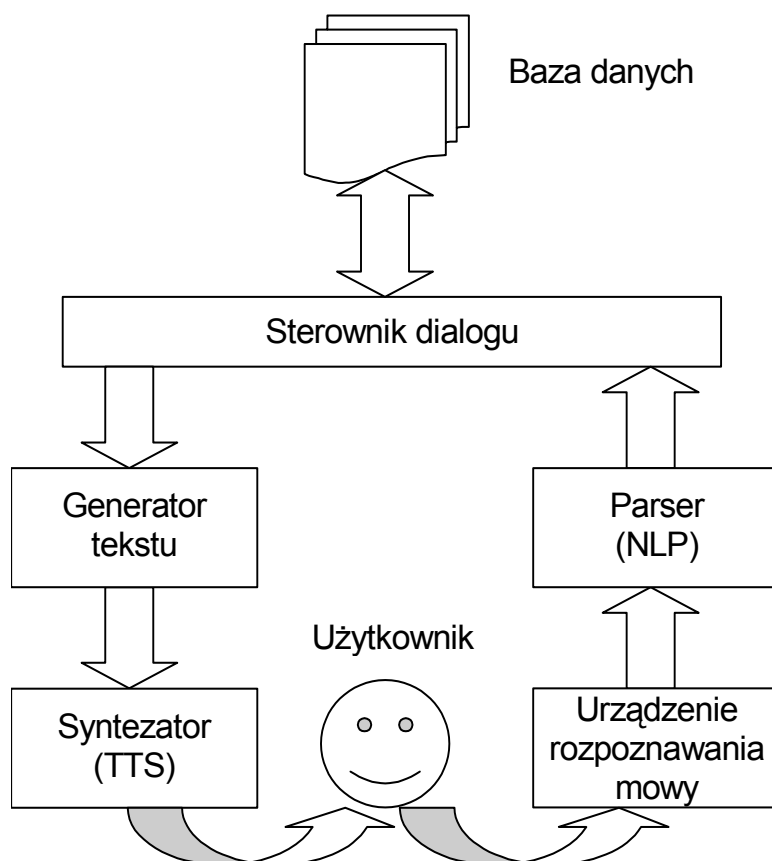 Baza danych
Sterownik dialogu
Generator
tekstu
Parser
(NLP)
Użytkownik
Syntezator
(TTS)
Urządzenie
rozpoznawania
mowy